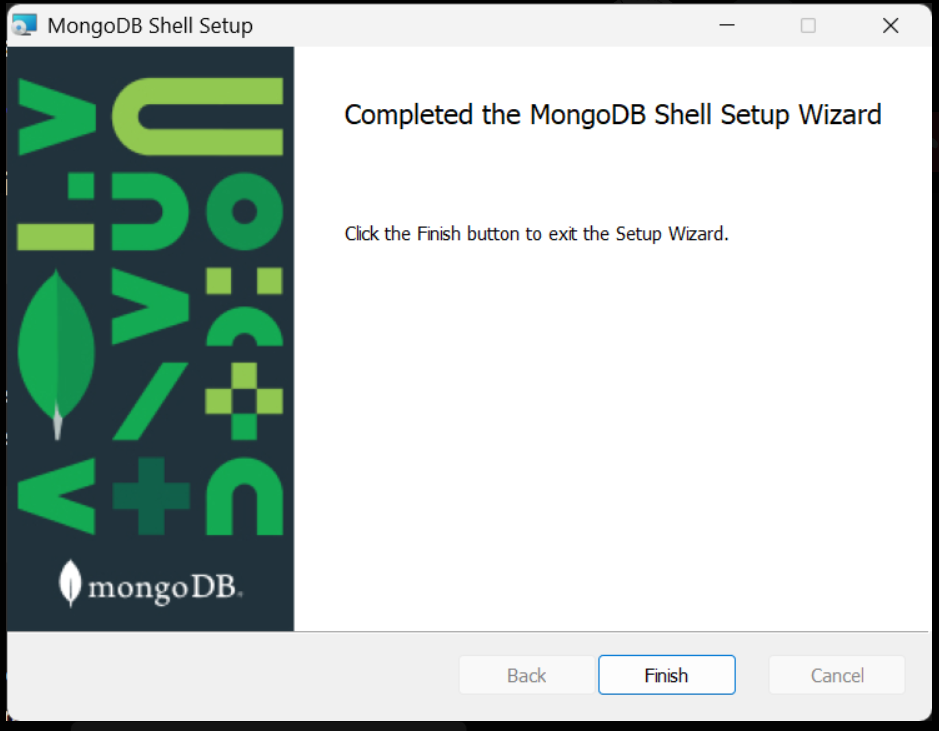 MongoDB Shell Setup
Completed the MongoDB Shell Setup Wizard
Click the Finish button to exit the Setup Wizard.
mongoDB.
Back
Finish
Cancel